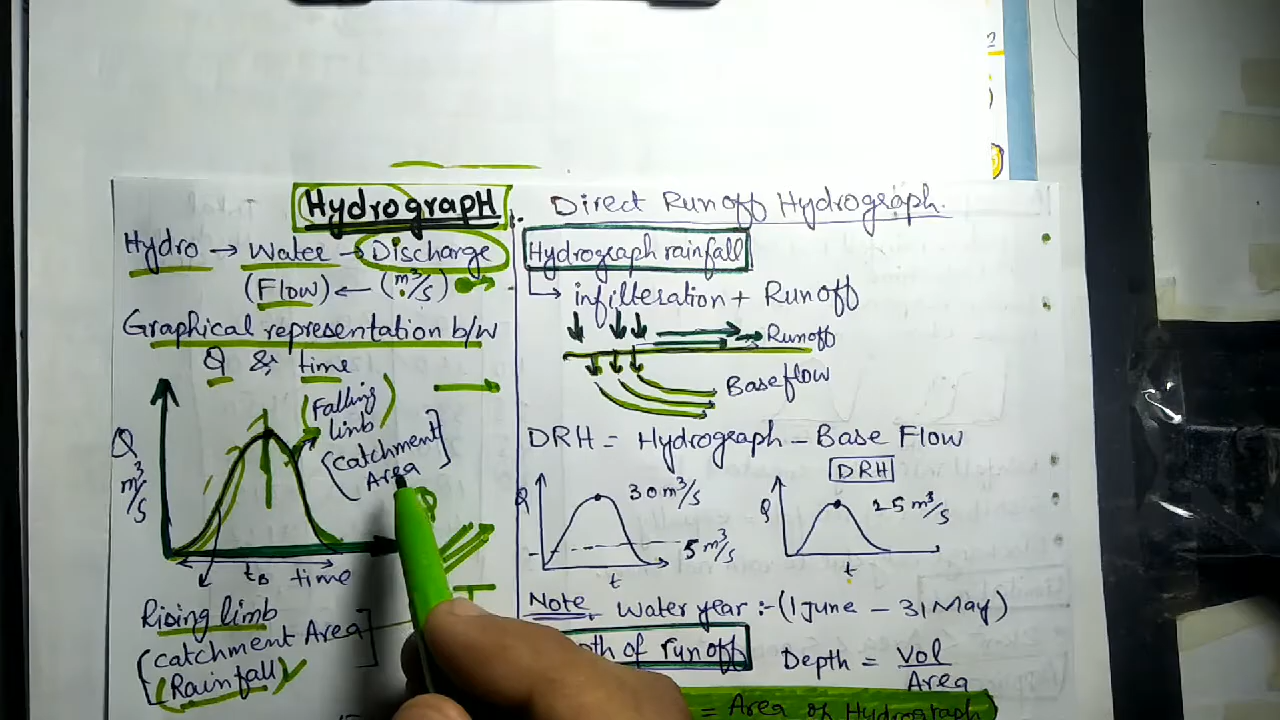 HydrograpH.
Hydro → Water → Discharge
(Flow) ← (m³/s)
Graphical representation b/w
Q & time
(Falling
limb)
(catchment
Area
Q
m³/s
tB time
Rising limb
(catchment Area
(Rainfall)
Direct Runoff Hydrograph.
Hydrograph rainfall
infilteration + Runoff
Runoff
Baseflow
DRH = Hydrograph - Base Flow
DRH
Q 30 m³/s
5 m³/s
t
Q 25 m³/s
t
Note Water year :- (1 June - 31 May)
of runoff Depth = Vol
Area
= Area of Hydrograph